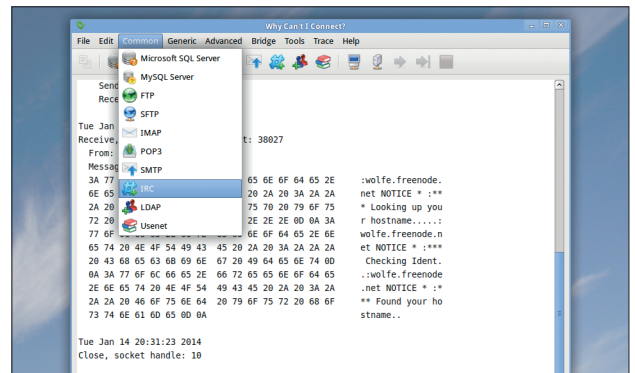 Why Can't I Connect?
File Edit Common Generic Advanced Bridge Tools Trace Help
Microsoft SQL Server
MySQL Server
FTP
SFTP
IMAP
POP3
SMTP
IRC
LDAP
Usenet
Send
Rece
Tue Jan
Receive, t: 38027
From:
Messag
3A 77 65 6E 6F 64 65 2E :wolfe.freenode.
6E 65 20 2A 20 3A 2A 2A net NOTICE * :**
2A 20 75 70 20 79 6F 75 * Looking up you
72 20 2E 2E 2E 0D 0A 3A r hostname.....:
77 6F 6E 6F 64 65 2E 6E wolfe.freenode.n
65 74 20 4E 4F 54 49 43 45 20 2A 20 3A 2A 2A 2A et NOTICE * :***
20 43 68 65 63 6B 69 6E 67 20 49 64 65 6E 74 0D Checking Ident.
0A 3A 77 6F 6C 66 65 2E 66 72 65 65 6E 6F 64 65 .:wolfe.freenode
2E 6E 65 74 20 4E 4F 54 49 43 45 20 2A 20 3A 2A .net NOTICE * :*
2A 2A 20 46 6F 75 6E 64 20 79 6F 75 72 20 68 6F ** Found your ho
73 74 6E 61 6D 65 0D 0A stname..
Tue Jan 14 20:31:23 2014
Close, socket handle: 10